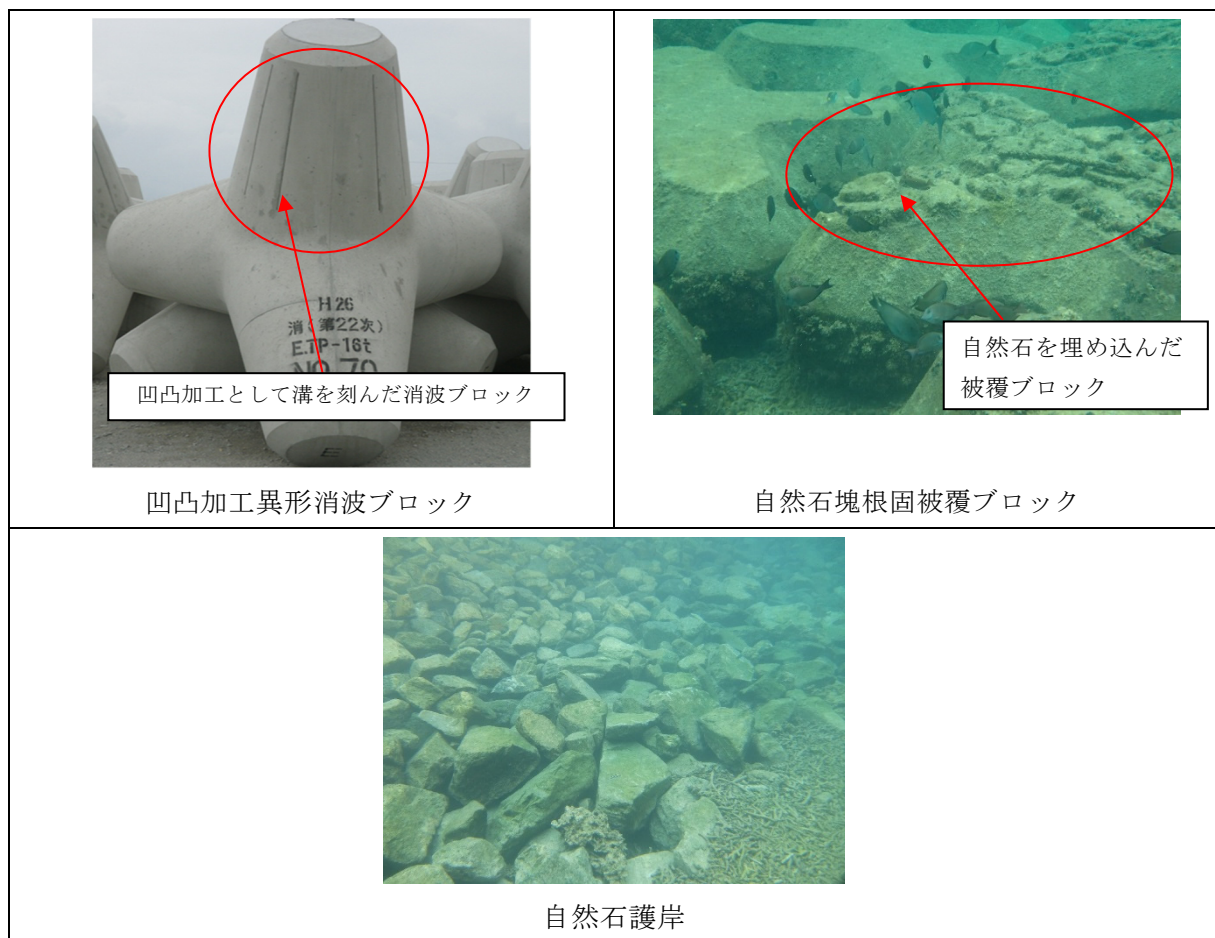 H26
消(第22次)
E.TP-16t
NO.70
凹凸加工として溝を刻んだ消波ブロック
E
凹凸加工異形消波ブロック
自然石を埋め込んだ
被覆ブロック
自然石塊根固被覆ブロック
自然石護岸